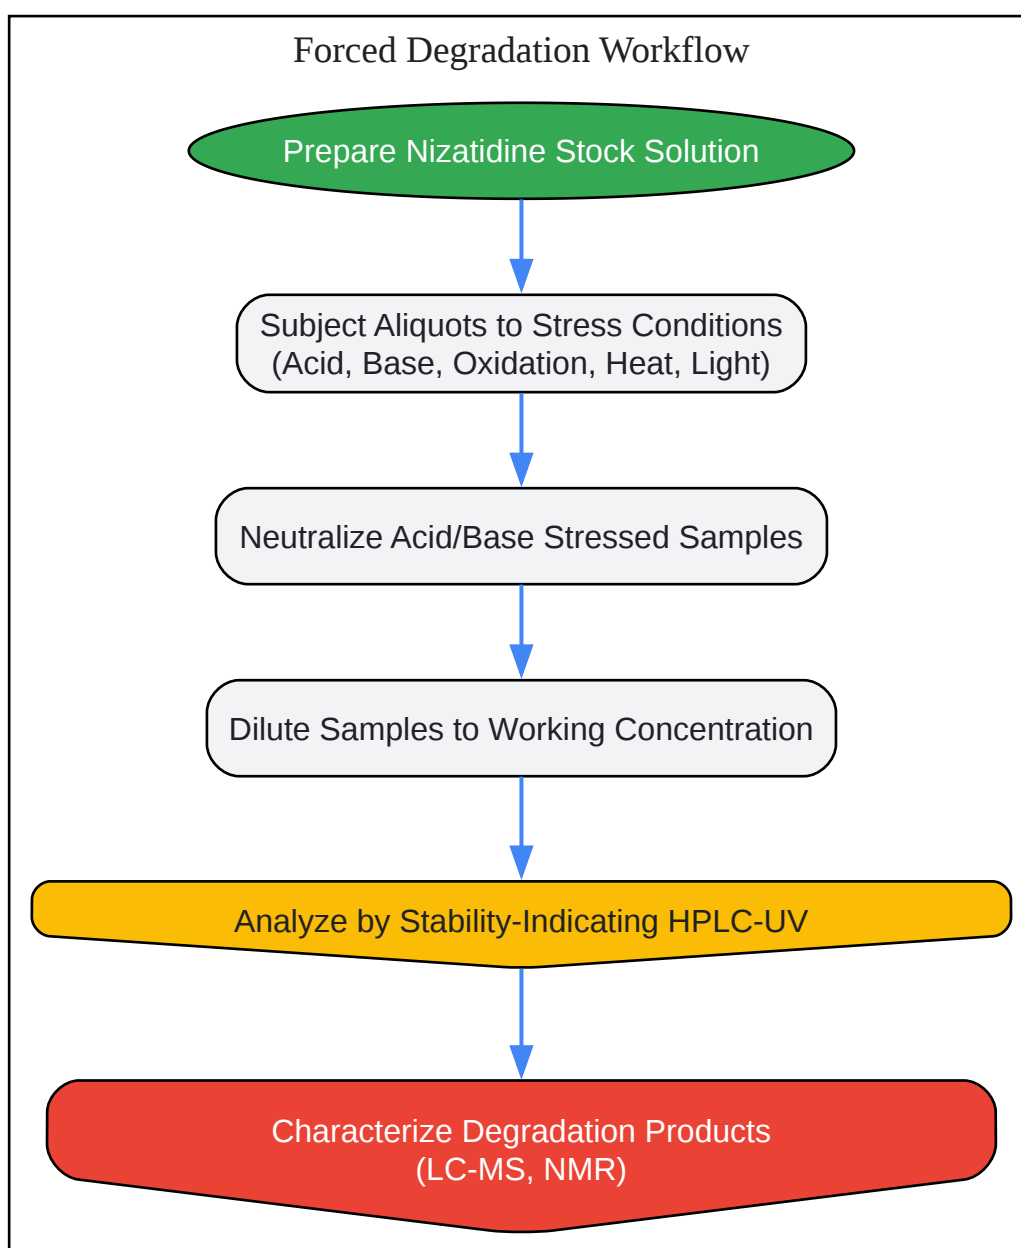 Forced Degradation Workflow
Prepare Nizatidine Stock Solution
Subject Aliquots to Stress Conditions
(Acid, Base, Oxidation, Heat, Light)
Neutralize Acid/Base Stressed Samples
Dilute Samples to Working Concentration
Analyze by Stability-Indicating HPLC-UV
Characterize Degradation Products
(LC-MS, NMR)